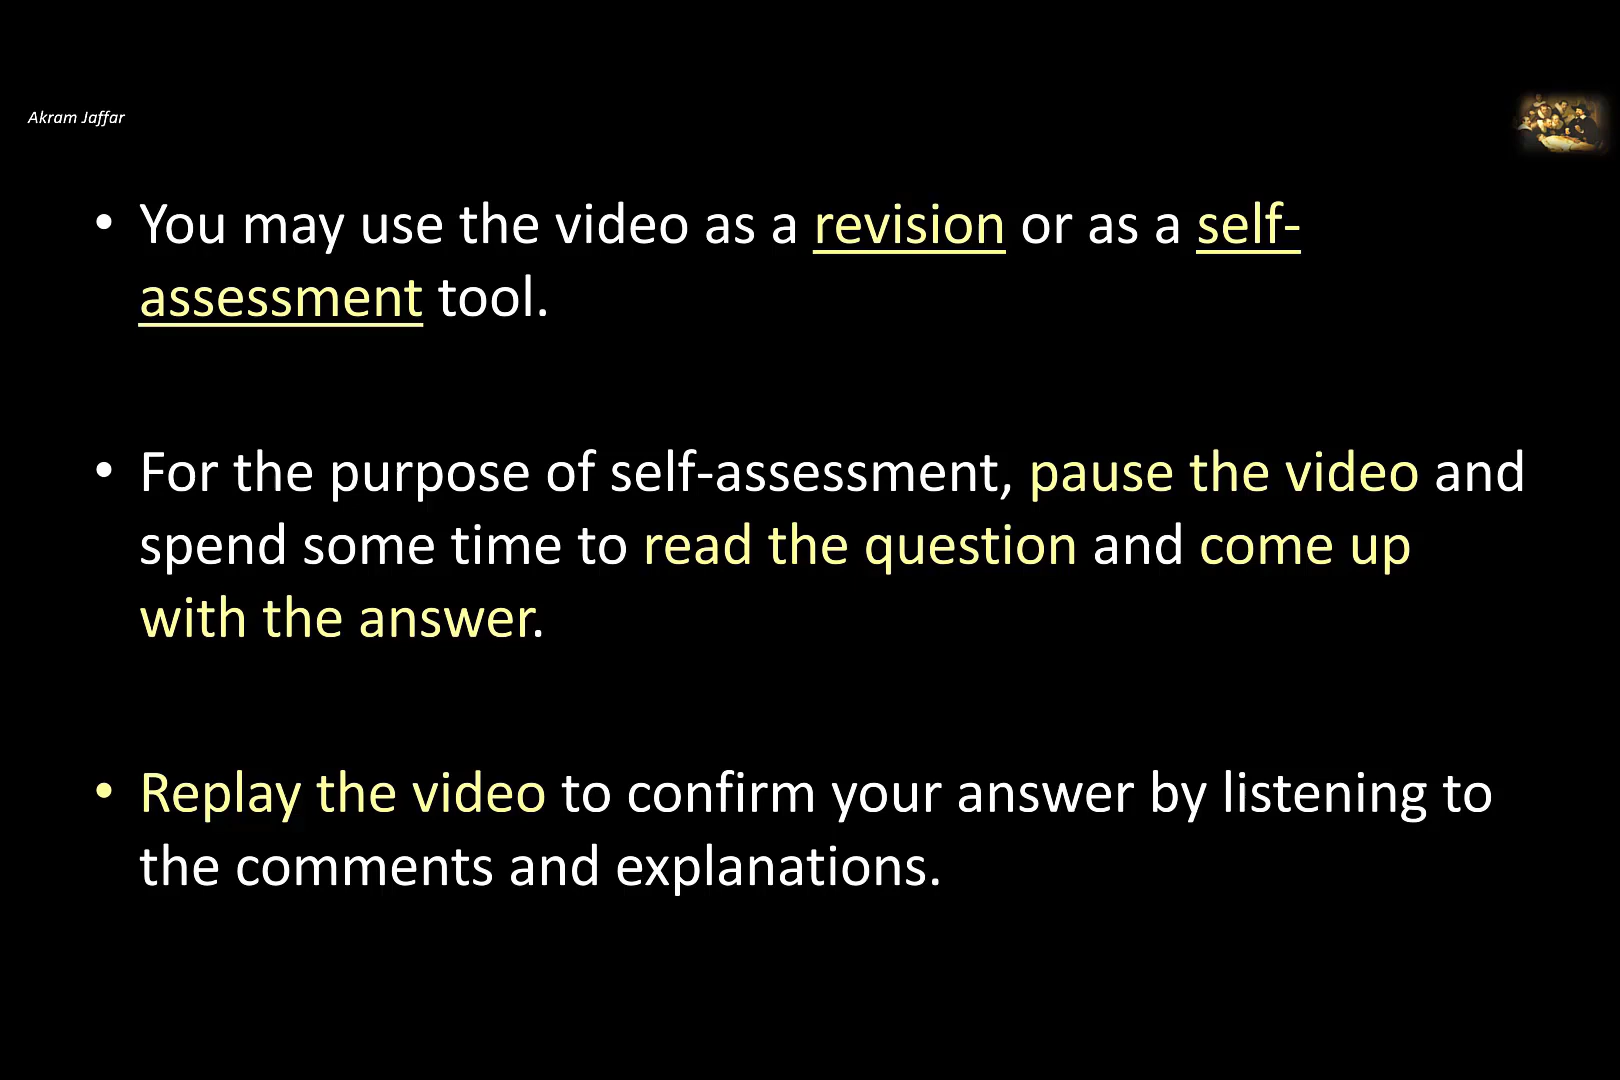 Akram Jaffar
• You may use the video as a revision or as a self-
assessment tool.
• For the purpose of self-assessment, pause the video and
spend some time to read the question and come up
with the answer.
• Replay the video to confirm your answer by listening to
the comments and explanations.